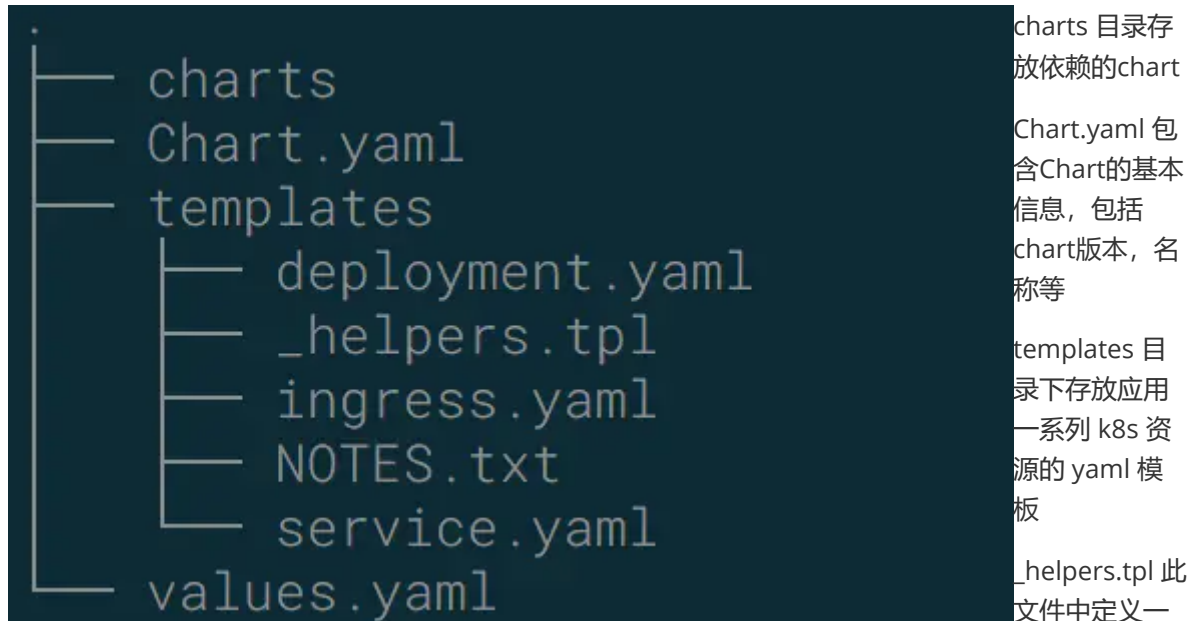 .
charts
Chart.yaml
templates
deployment.yaml
_helpers.tpl
ingress.yaml
NOTES.txt
service.yaml
values.yaml
charts 目录存
放依赖的chart
Chart.yaml 包
含Chart的基本
信息，包括
chart版本，名
称等
templates 目
录下存放应用
一系列 k8s 资
源的 yaml 模
板
_helpers.tpl 此
文件中定义一